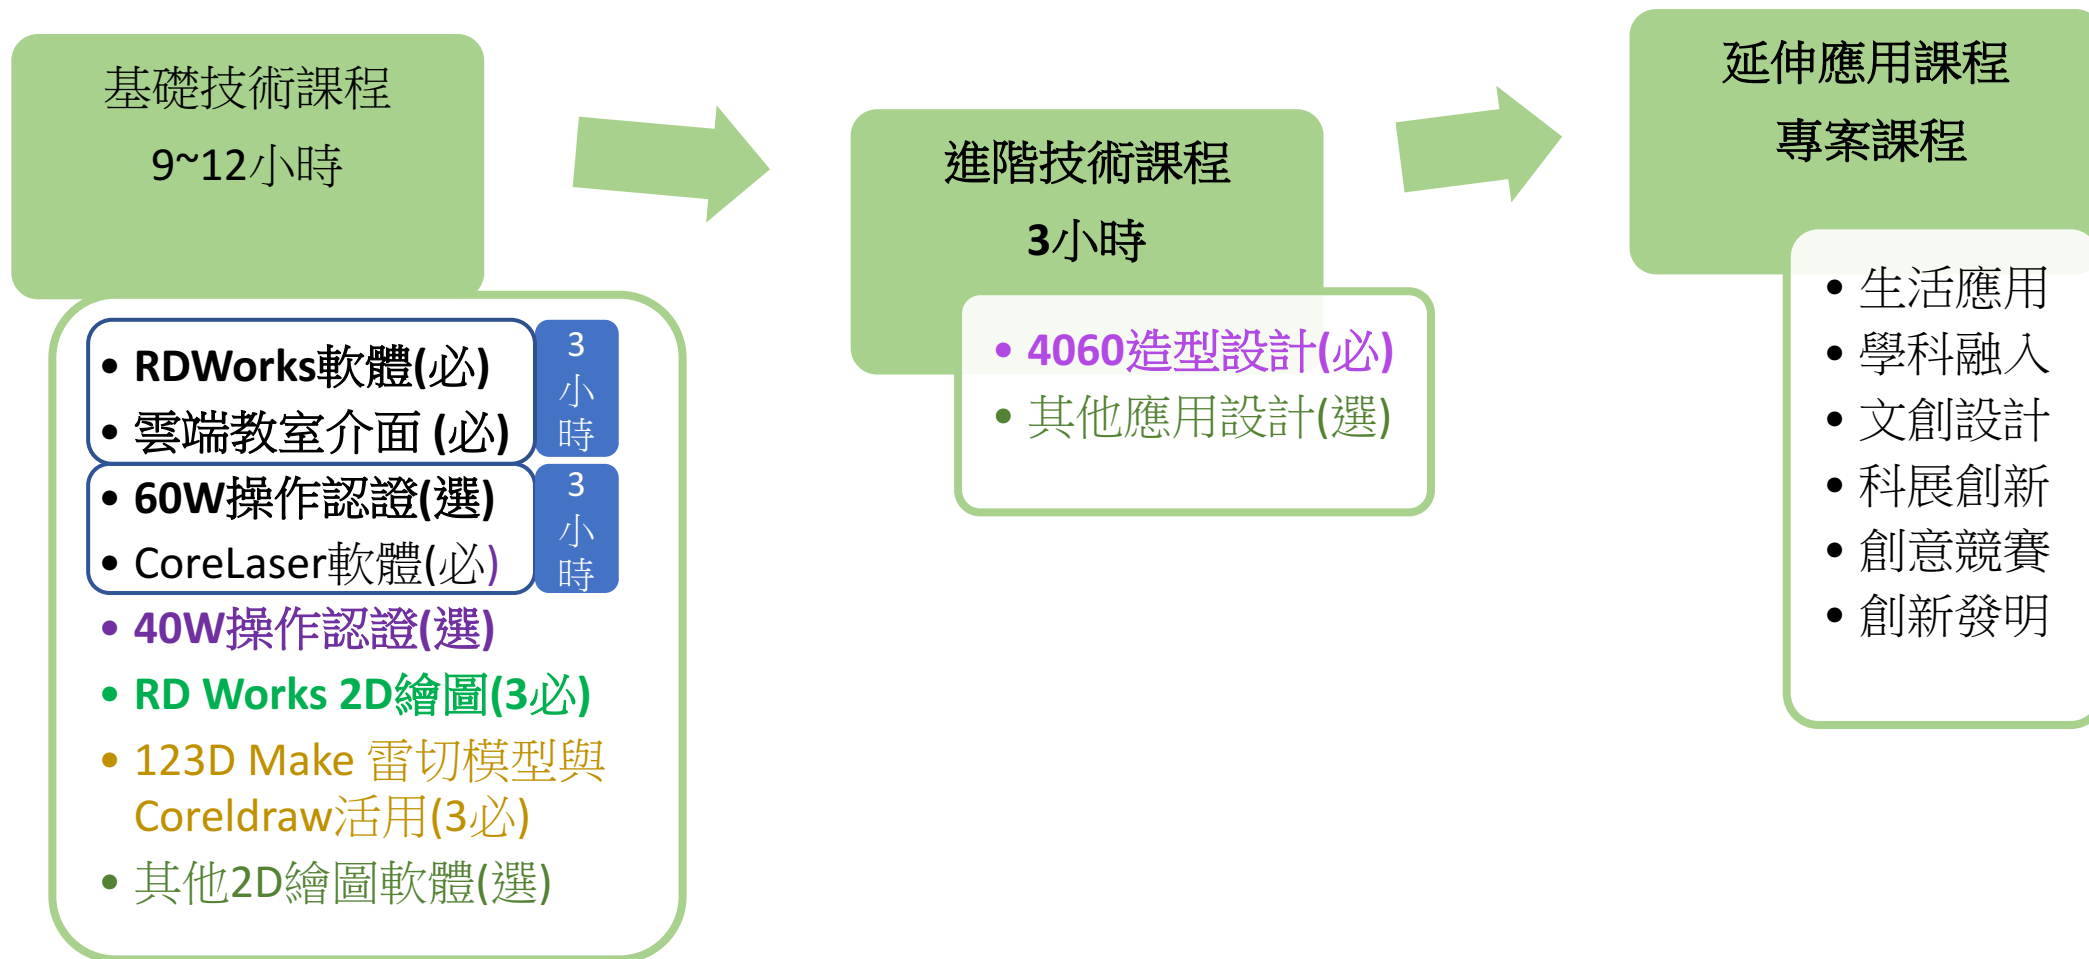 基礎技術課程
9~12小時
• RDWorks軟體(必)
• 雲端教室介面 (必)
3
小
時
• 60W操作認證(選)
• CoreLaser軟體(必)
3
小
時
• 40W操作認證(選)
• RD Works 2D繪圖(3必)
• 123D Make 雷切模型與
Coreldraw活用(3必)
• 其他2D繪圖軟體(選)
進階技術課程
3小時
• 4060造型設計(必)
• 其他應用設計(選)
延伸應用課程
專案課程
• 生活應用
• 學科融入
• 文創設計
• 科展創新
• 創意競賽
• 創新發明